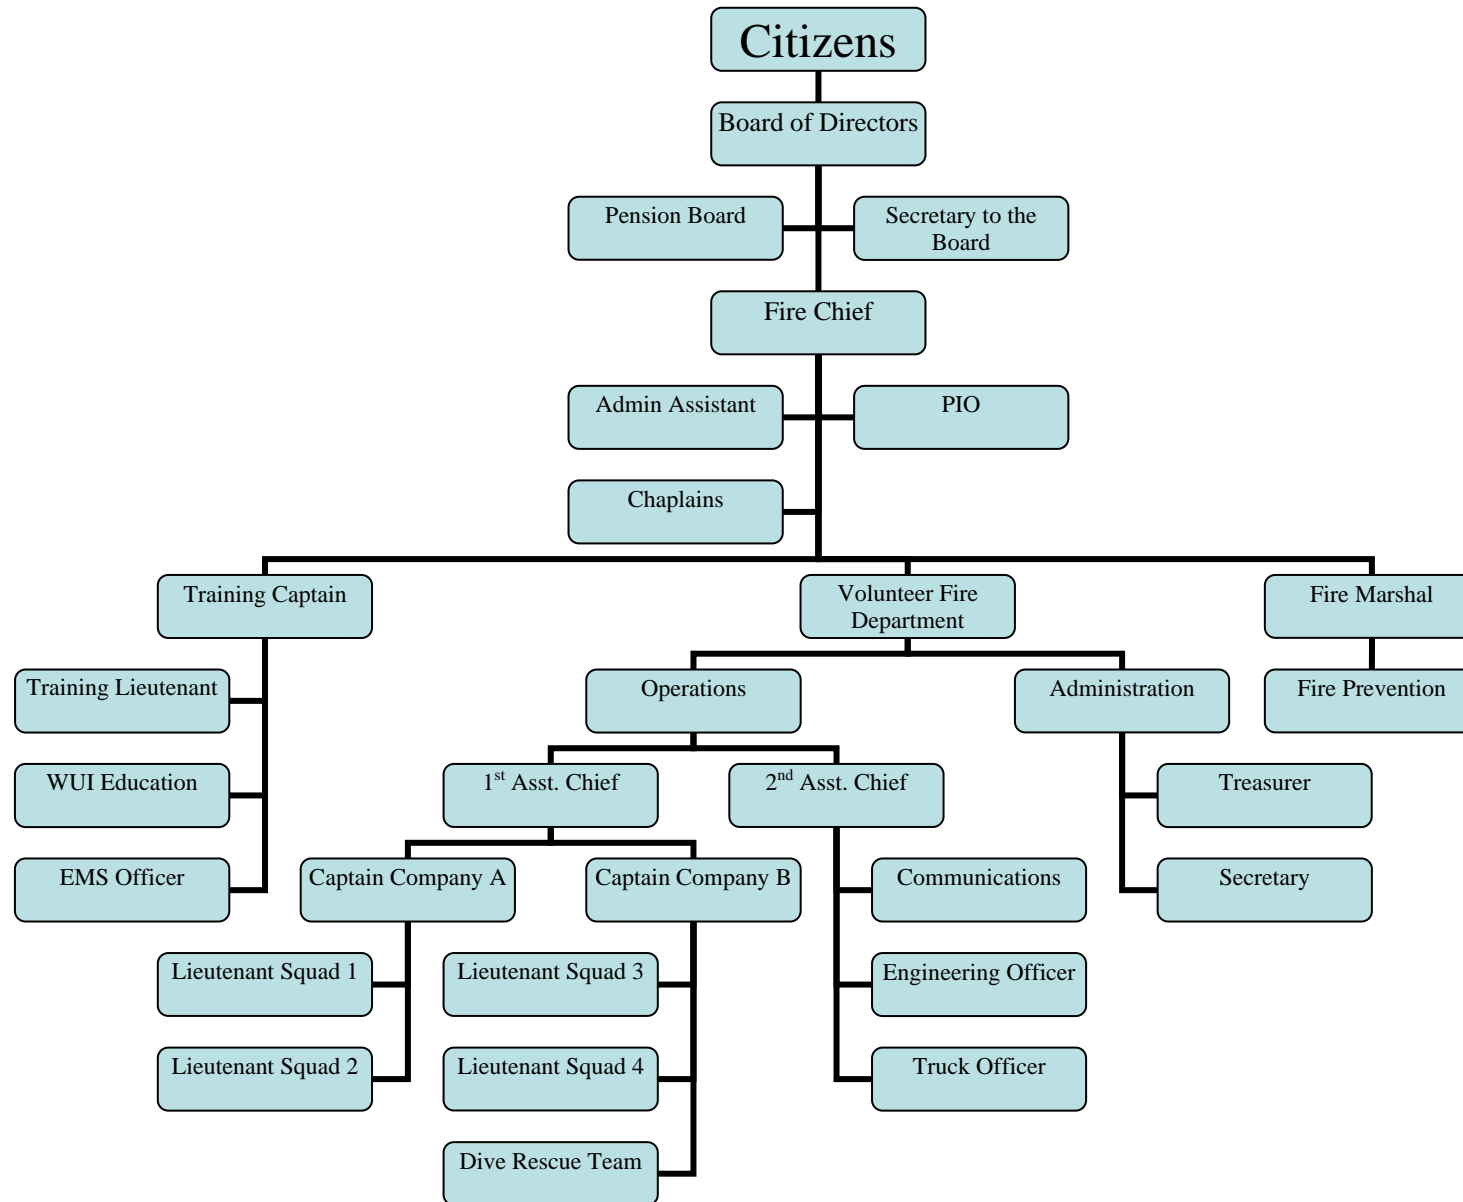 Citizens
Board of Directors
Pension Board
Secretary to the
Board
Fire Chief
Admin Assistant
PIO
Chaplains
Training Captain
Volunteer Fire
Department
Fire Marshal
Training Lieutenant
Operations
Administration
Fire Prevention
WUI Education
1st Asst. Chief
2nd Asst. Chief
Treasurer
EMS Officer
Captain Company A
Captain Company B
Communications
Secretary
Lieutenant Squad 1
Lieutenant Squad 3
Engineering Officer
Lieutenant Squad 2
Lieutenant Squad 4
Truck Officer
Dive Rescue Team